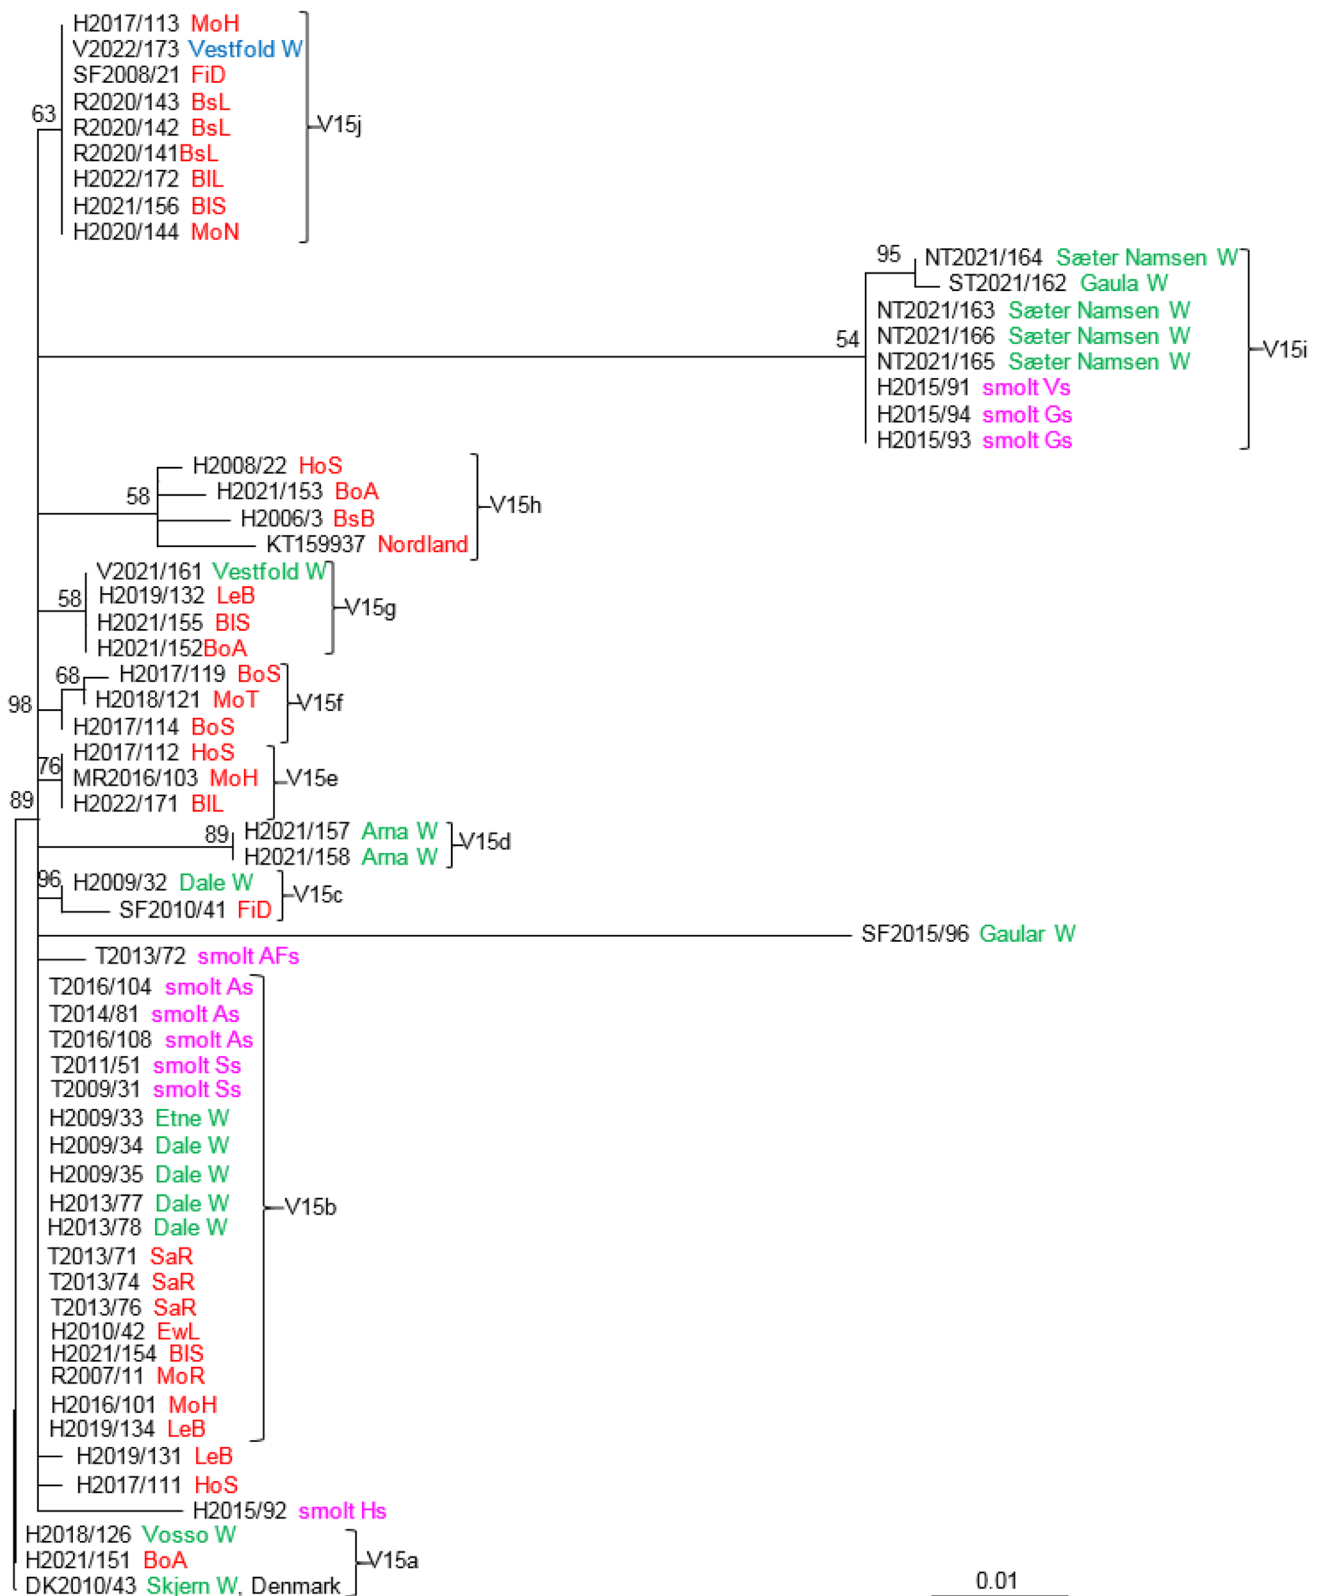 H2017/113 MoH
V2022/173 Vestfold W
SF2008/21 FiD
R2020/143 BsL
63
R2020/142 BsL
V15j
R2020/141BsL
H2022/172 BlL
H2021/156 BlS
H2020/144 MoN
95
NT2021/164 Sæter Namsen W
ST2021/162 Gaula W
NT2021/163 Sæter Namsen W
54
NT2021/166 Sæter Namsen W
V15i
NT2021/165 Sæter Namsen W
H2015/91 smolt Vs
H2015/94 smolt Gs
H2015/93 smolt Gs
H2008/22 HoS
58
H2021/153 BoA
V15h
H2006/3 BsB
KT159937 Nordland
V2021/161 Vestfold W
58
H2019/132 LeB
V15g
H2021/155 BlS
H2021/152BoA
68
H2017/119 BoS
98
H2018/121 MoT
V15f
H2017/114 BoS
H2017/112 HoS
76
MR2016/103 MoH
V15e
89
H2022/171 BlL
89
H2021/157 Arna W
V15d
H2021/158 Arna W
96
H2009/32 Dale W
V15c
SF2010/41 FiD
SF2015/96 Gaular W
T2013/72 smolt AFs
T2016/104 smolt As
T2014/81 smolt As
T2016/108 smolt As
T2011/51 smolt Ss
T2009/31 smolt Ss
H2009/33 Etne W
H2009/34 Dale W
H2009/35 Dale W
H2013/77 Dale W
V15b
H2013/78 Dale W
T2013/71 SaR
T2013/74 SaR
T2013/76 SaR
H2010/42 EwL
H2021/154 BlS
R2007/11 MoR
H2016/101 MoH
H2019/134 LeB
H2019/131 LeB
H2017/111 HoS
H2015/92 smolt Hs
H2018/126 Vosso W
H2021/151 BoA
V15a
DK2010/43 Skjern W, Denmark
0.01